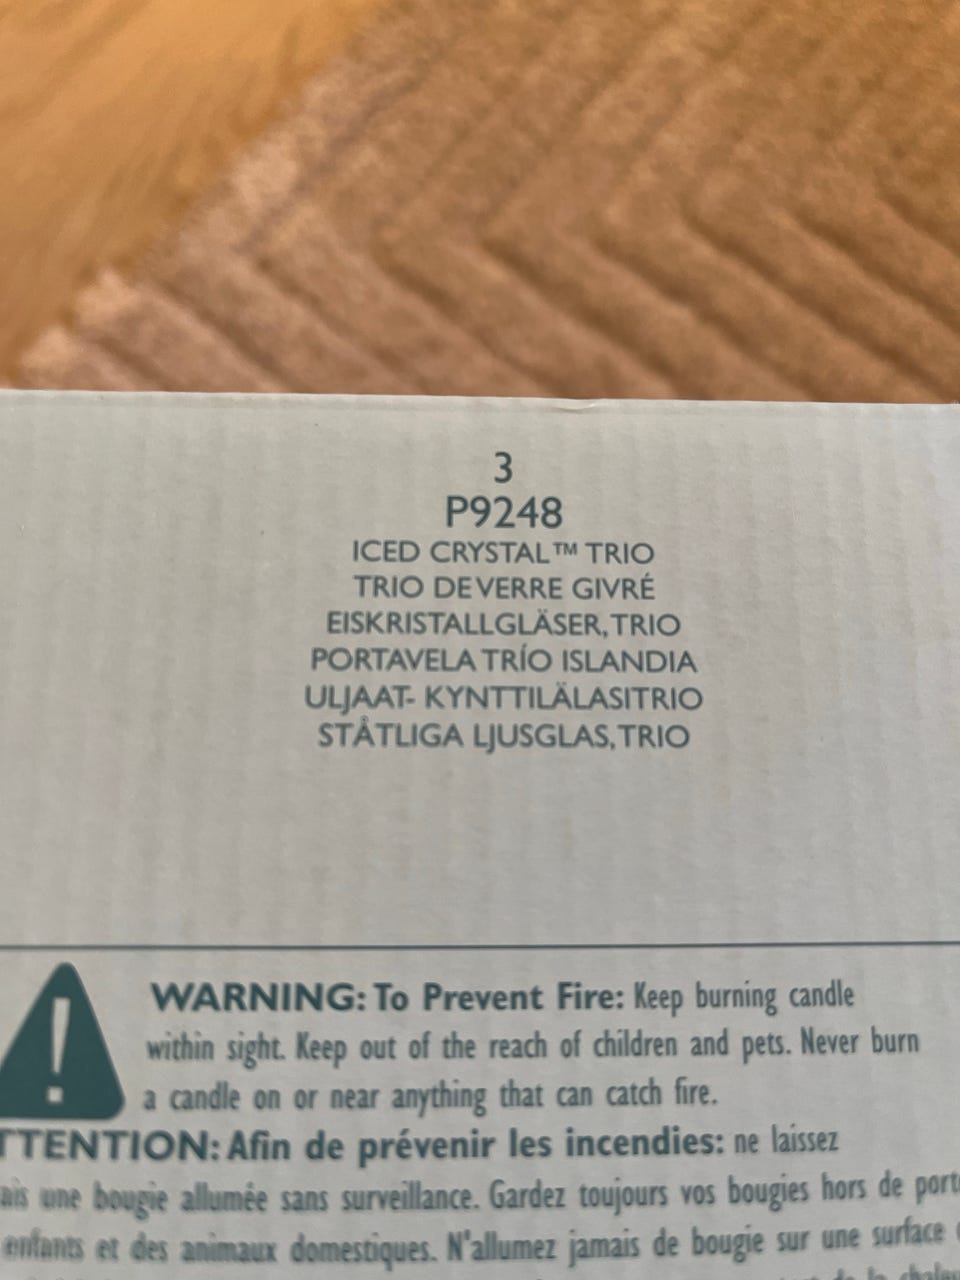 3
P9248
ICED CRYSTAL™ TRIO
TRIO DE VERRE GIVRÉ
EISKRISTALLGLÄSER, TRIO
PORTAVELA TRÍO ISLANDIA
ULJAAT- KYNTTILÄLASITRIO
STÅTLIGA LJUSGLAS, TRIO
WARNING: To Prevent Fire: Keep burning candle
within sight. Keep out of the reach of children and pets. Never burn
a candle on or near anything that can catch fire.
TTENTION: Afin de prévenir les incendies: ne laissez
ais une bougie allumée sans surveillance. Gardez toujours vos bougies hors de port
enfants et des animaux domestiques. N'allumez jamais de bougie sur une surface